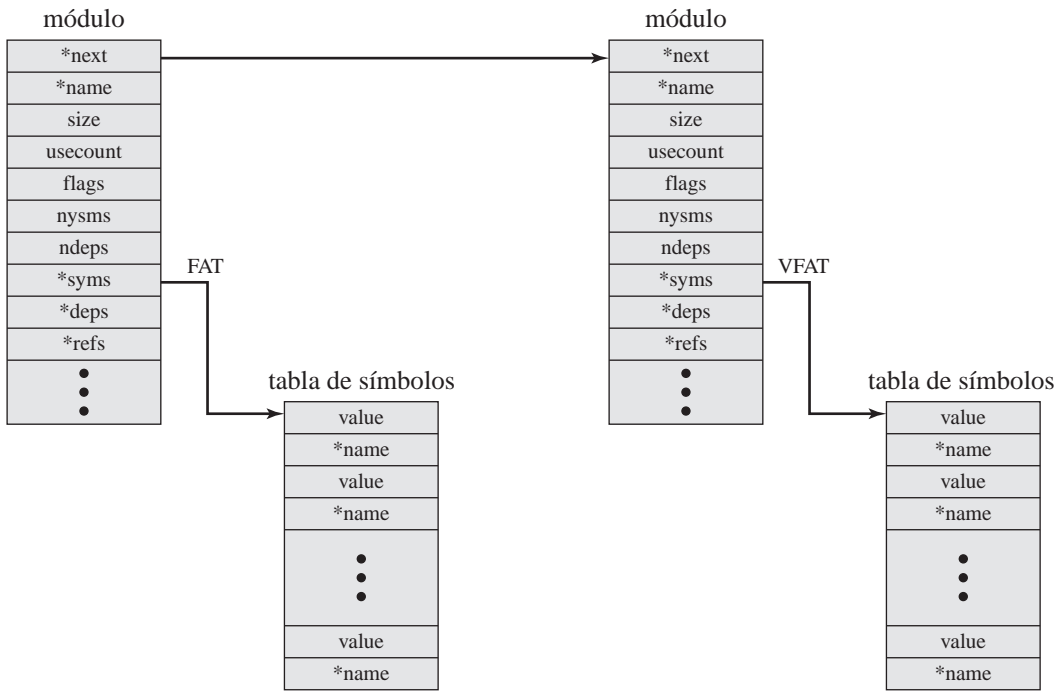 módulo
*next
*name
size
usecount
flags
nysms
ndeps
*syms
*deps
*refs
FAT
tabla de símbolos
value
*name
value
*name
value
*name
módulo
*next
*name
size
usecount
flags
nysms
ndeps
*syms
*deps
*refs
VFAT
tabla de símbolos
value
*name
value
*name
value
*name